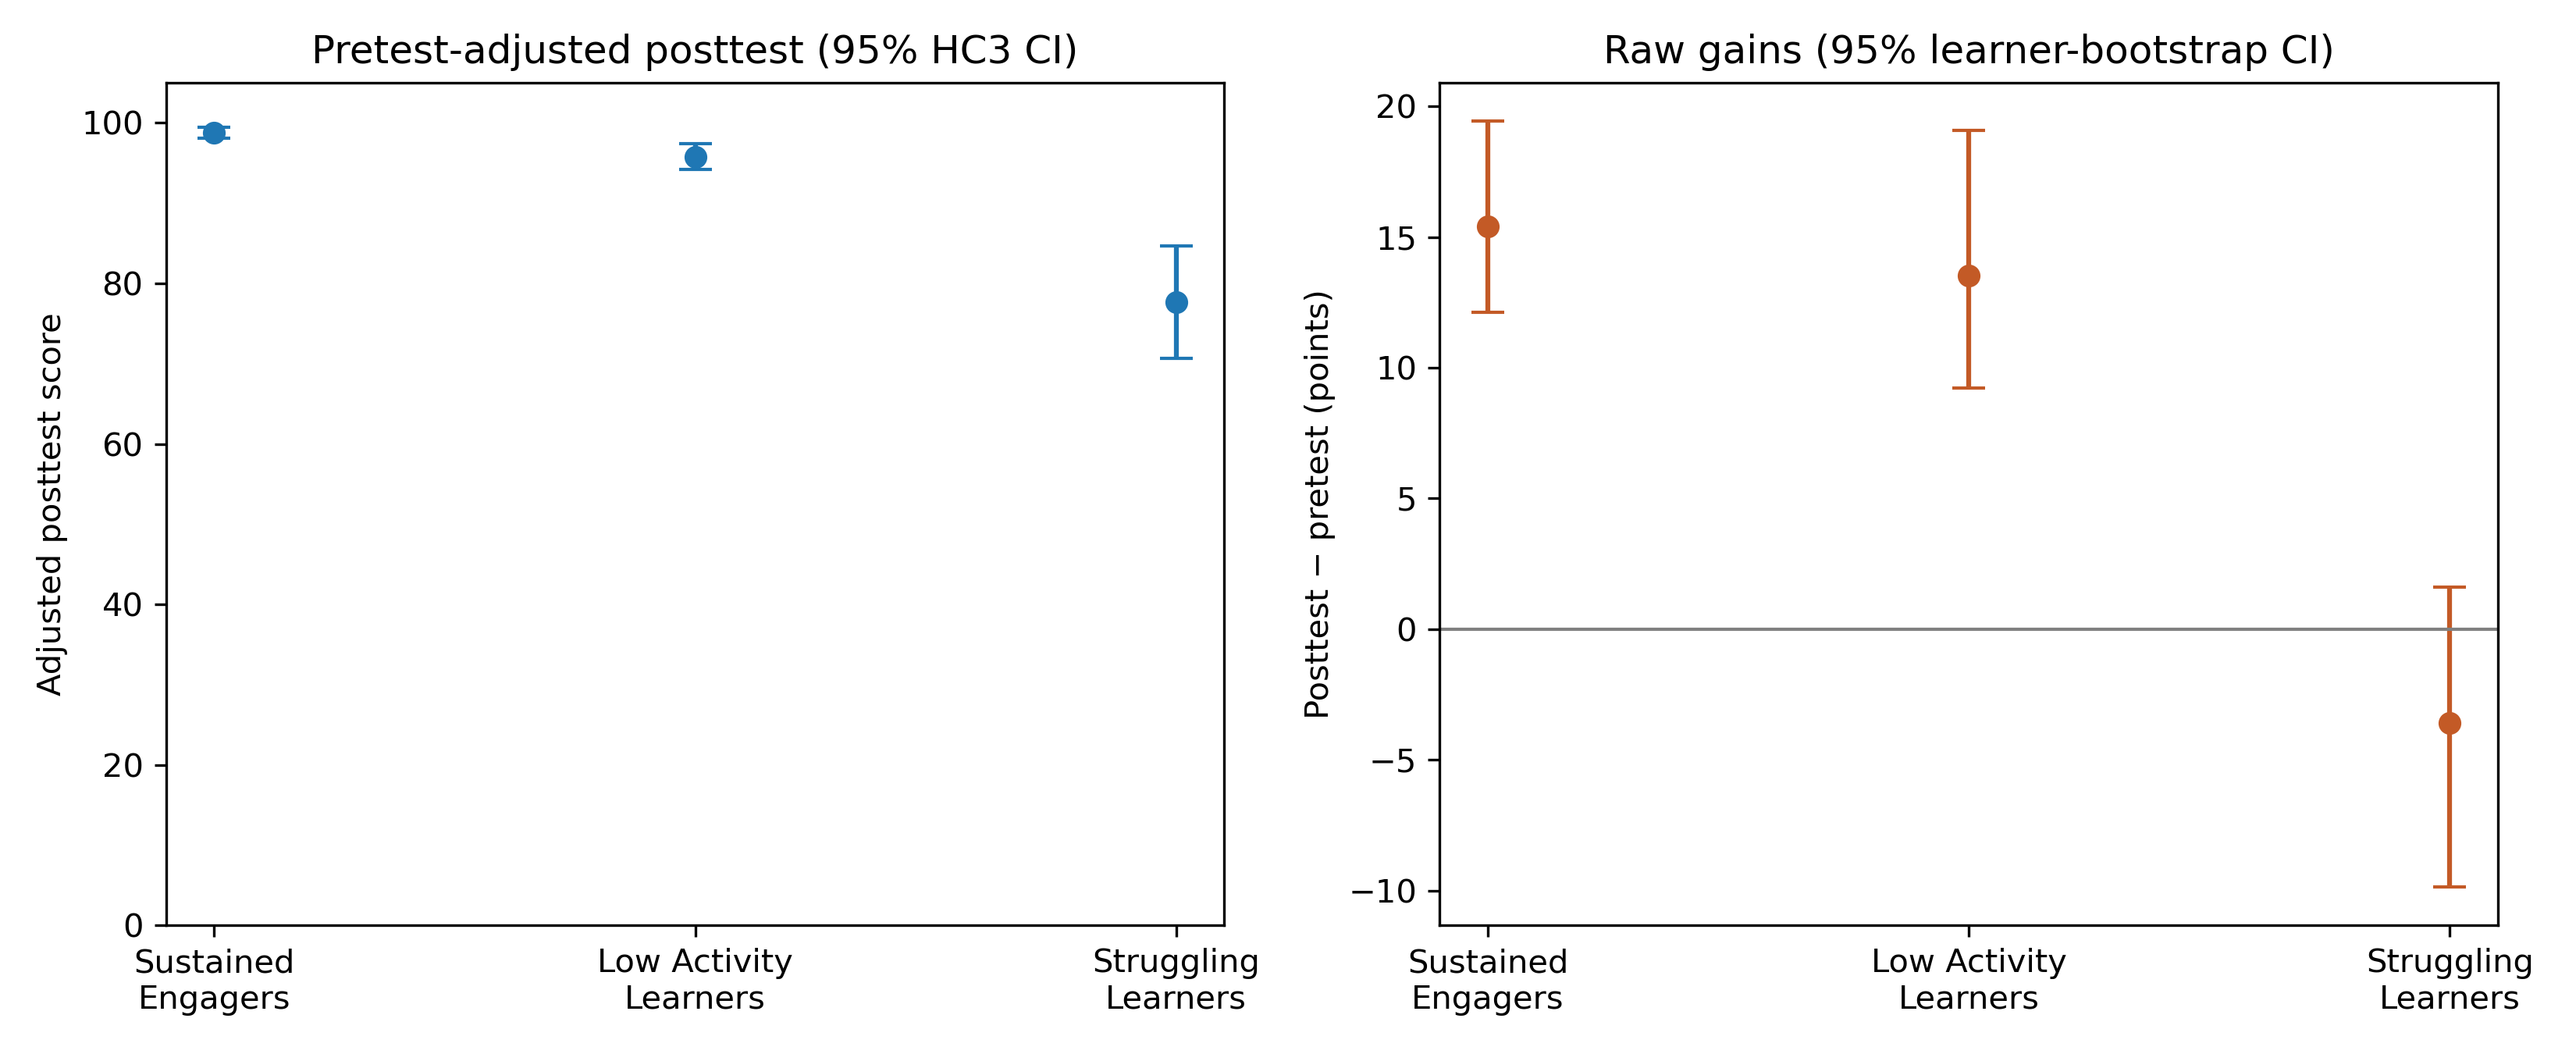 Pretest-adjusted posttest (95% HC3 CI)
Adjusted posttest score
100
80
60
40
20
0
Sustained
Engagers
Low Activity
Learners
Struggling
Learners
Raw gains (95% learner-bootstrap CI)
Posttest − pretest (points)
20
15
10
5
0
−5
−10
Sustained
Engagers
Low Activity
Learners
Struggling
Learners